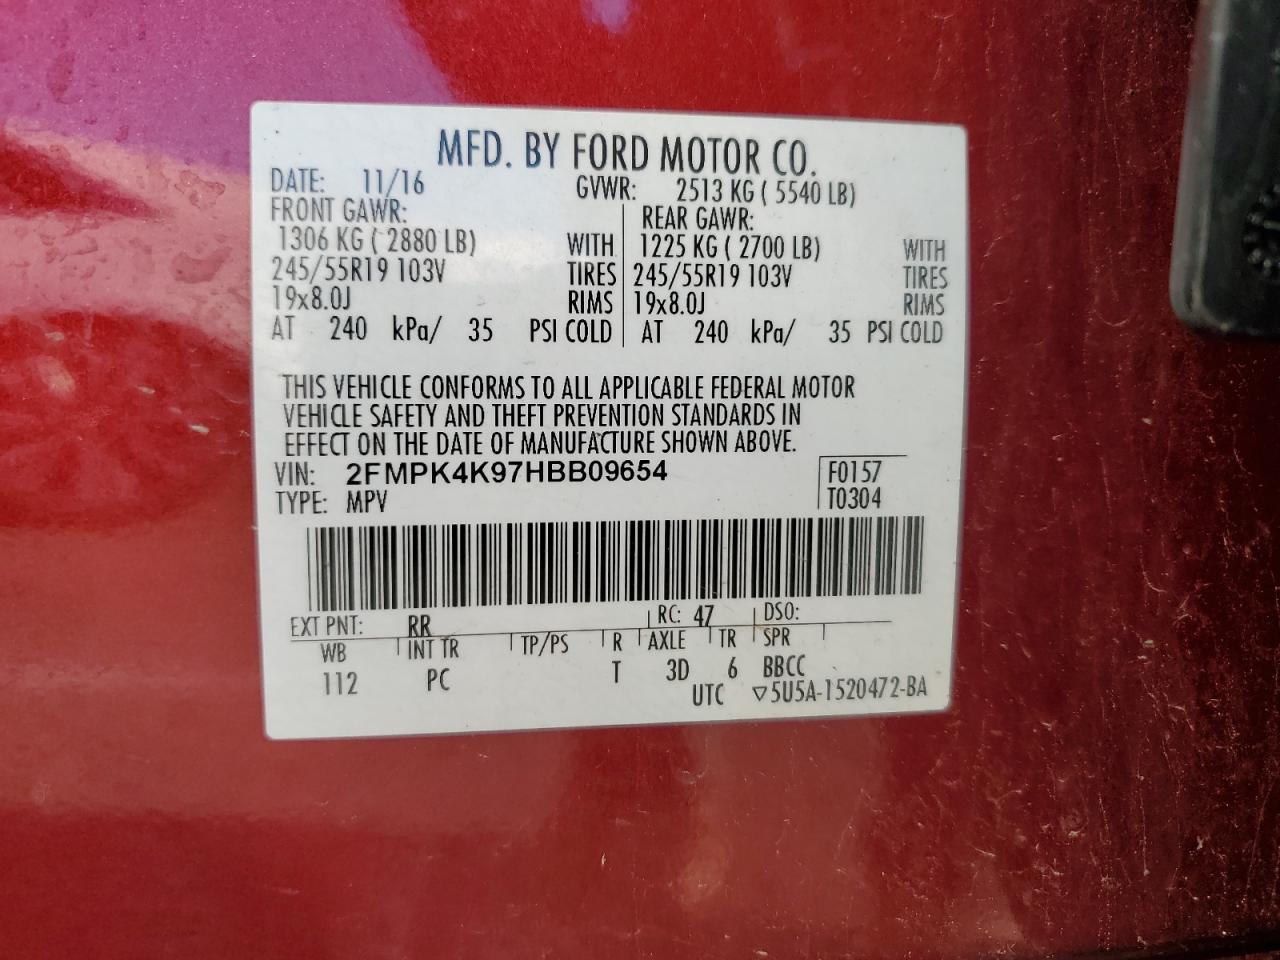 MFD. BY FORD MOTOR CO.
DATE: 11/16 GVWR: 2513 KG ( 5540 LB)
FRONT GAWR: REAR GAWR:
1306 KG ( 2880 LB) WITH 1225 KG ( 2700 LB) WITH
245/55R19 103V TIRES 245/55R19 103V TIRES
19x8.0J RIMS 19x8.0J RIMS
AT 240 kPa/ 35 PSI COLD AT 240 kPa/ 35 PSI COLD
THIS VEHICLE CONFORMS TO ALL APPLICABLE FEDERAL MOTOR
VEHICLE SAFETY AND THEFT PREVENTION STANDARDS IN
EFFECT ON THE DATE OF MANUFACTURE SHOWN ABOVE.
VIN: 2FMPK4K97HBB09654 F0157
TYPE: MPV T0304
EXT PNT: RR RC: 47 DSO:
WB INT TR TP/PS R AXLE TR SPR
112 PC T 3D 6 BBCC
UTC ▽5U5A-1520472-BA